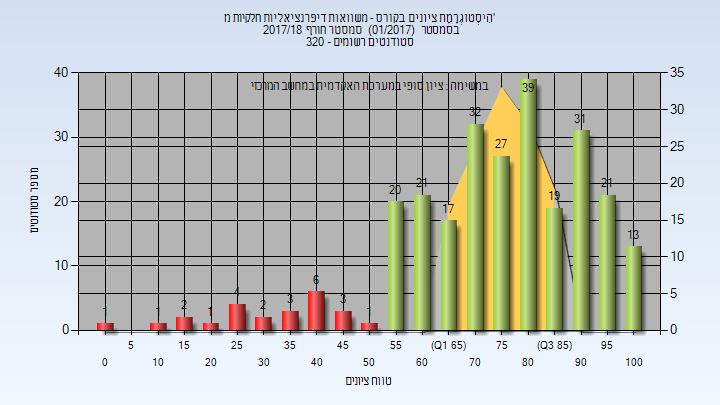 היסטוגרמת ציונים בקורס - משוואות דיפרנציאליות חלקיות מ'
בסמסטר (01/2017) סמסטר חורף 2017/18
סטודנטים רשומים - 320
במשימה : ציון סופי במערכת האקדמית במחשב המרכזי
מספר סטודנטים
40 30 20 10 0
35 30 25 20 15 10 5 0
1 1 2 1 4 2 3 6 3 1 20 21 17 32 27 39 19 31 21 13
5 15 25 35 45 55 (Q1 65) 75 (Q3 85) 95
0 10 20 30 40 50 60 70 80 90 100
טווח ציונים